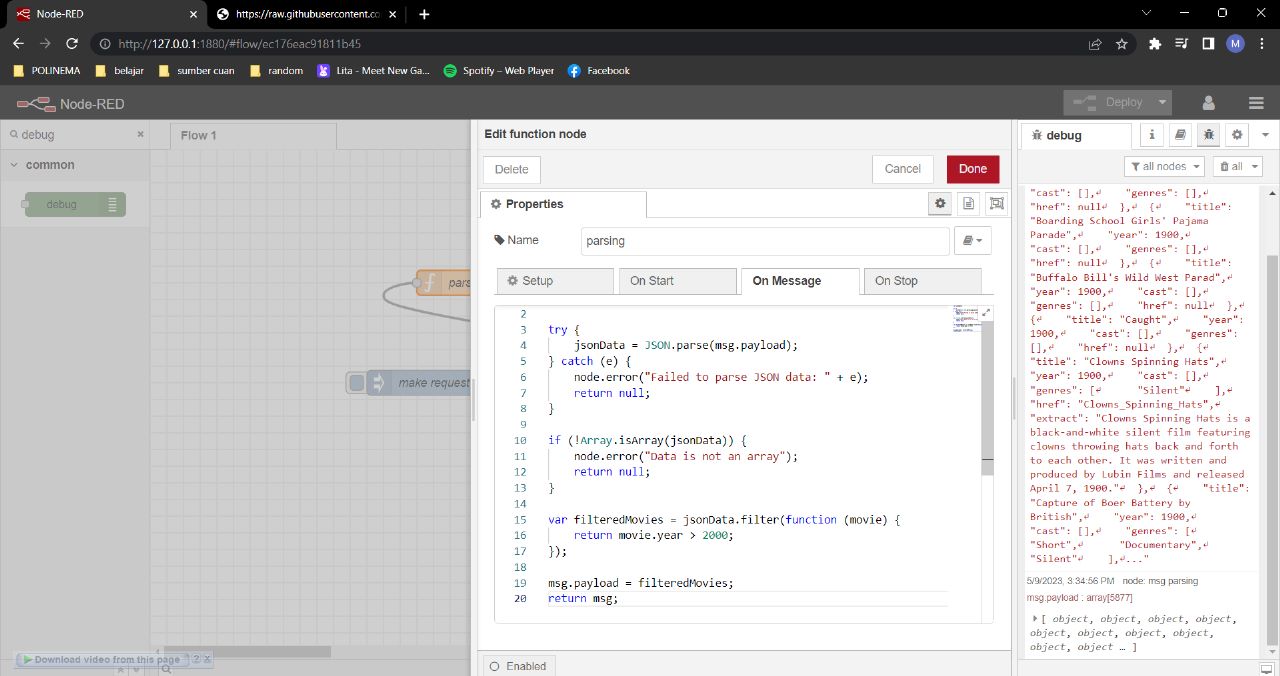 Node-RED
https://raw.githubusercontent.co
http://127.0.0.1:1880/#flow/ec176eac91811b45
M
POLINEMA
belajar
sumber cuan
random
Lita - Meet New Ga...
Spotify – Web Player
Facebook
Node-RED
Deploy
debug
common
debug
Flow 1
pars
make request
Download video from this page
?
Edit function node
Delete
Cancel
Done
Properties
Name
parsing
Setup
On Start
On Message
On Stop
2
3 try {
4 jsonData = JSON.parse(msg.payload);
5 } catch (e) {
6 node.error("Failed to parse JSON data: " + e);
7 return null;
8 }
9
10 if (!Array.isArray(jsonData)) {
11 node.error("Data is not an array");
12 return null;
13 }
14
15 var filteredMovies = jsonData.filter(function (movie) {
16 return movie.year > 2000;
17 });
18
19 msg.payload = filteredMovies;
20 return msg;
Enabled
debug
i
all nodes
all
"cast": [],↵ "genres": [],↵
"href": null↵ },↵ {↵ "title":
"Boarding School Girls' Pajama
Parade",↵ "year": 1900,↵
"cast": [],↵ "genres": [],↵
"href": null↵ },↵ {↵ "title":
"Buffalo Bill's Wild West Parad",↵
"year": 1900,↵ "cast": [],↵
"genres": [],↵ "href": null↵ },↵
{↵ "title": "Caught",↵ "year":
1900,↵ "cast": [],↵ "genres":
[],↵ "href": null↵ },↵ {↵
"title": "Clowns Spinning Hats",↵
"year": 1900,↵ "cast": [],↵
"genres": [↵ "Silent"↵ ],↵
"href": "Clowns_Spinning_Hats",↵
"extract": "Clowns Spinning Hats is a
black-and-white silent film featuring
clowns throwing hats back and forth
to each other. It was written and
produced by Lubin Films and released
April 7, 1900."↵ },↵ {↵ "title":
"Capture of Boer Battery by
British",↵ "year": 1900,↵
"cast": [],↵ "genres": [↵
"Short",↵ "Documentary",↵
"Silent"↵ ],↵..."
5/9/2023, 3:34:56 PM node: msg parsing
msg.payload : array[5877]
[ object, object, object, object,
object, object, object, object,
object, object … ]